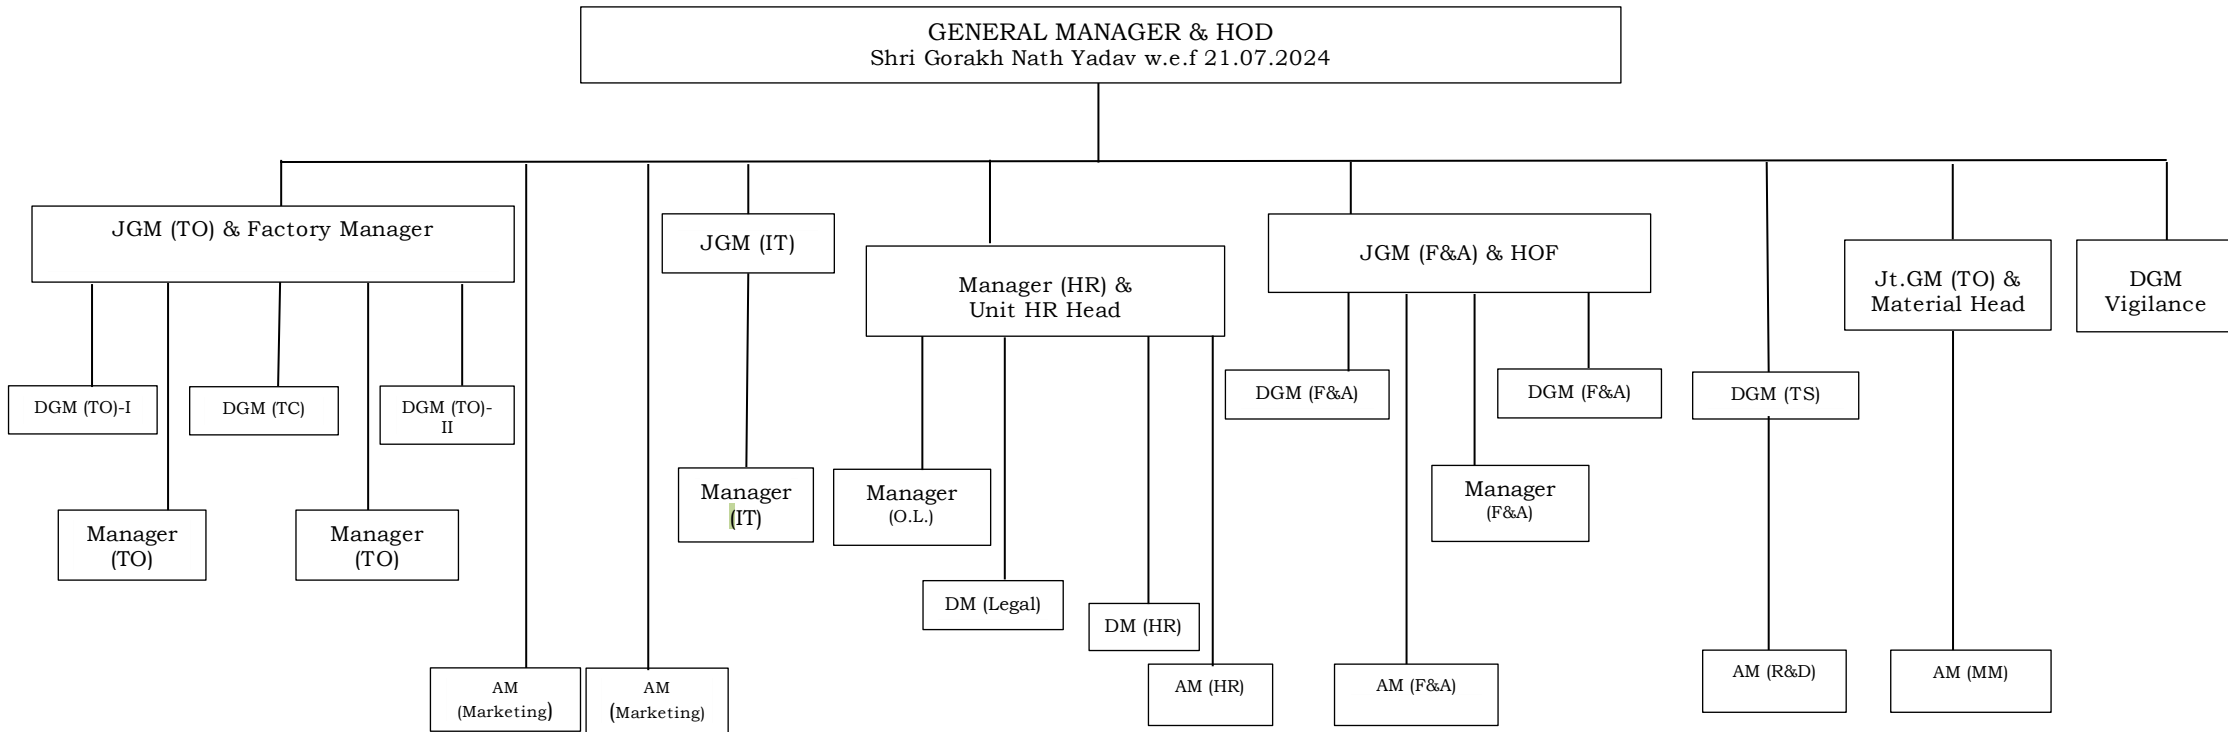 GENERAL MANAGER & HOD
Shri Gorakh Nath Yadav w.e.f 21.07.2024
JGM (TO) & Factory Manager
JGM (IT)
Manager (HR) &
Unit HR Head
JGM (F&A) & HOF
Jt.GM (TO) &
Material Head
DGM
Vigilance
DGM (TO)-I
DGM (TC)
DGM (TO)-
II
DGM (F&A)
DGM (F&A)
DGM (TS)
Manager
(TO)
Manager
(TO)
Manager
(IT)
Manager
(O.L.)
Manager
(F&A)
DM (Legal)
DM (HR)
AM
(Marketing)
AM
(Marketing)
AM (HR)
AM (F&A)
AM (R&D)
AM (MM)